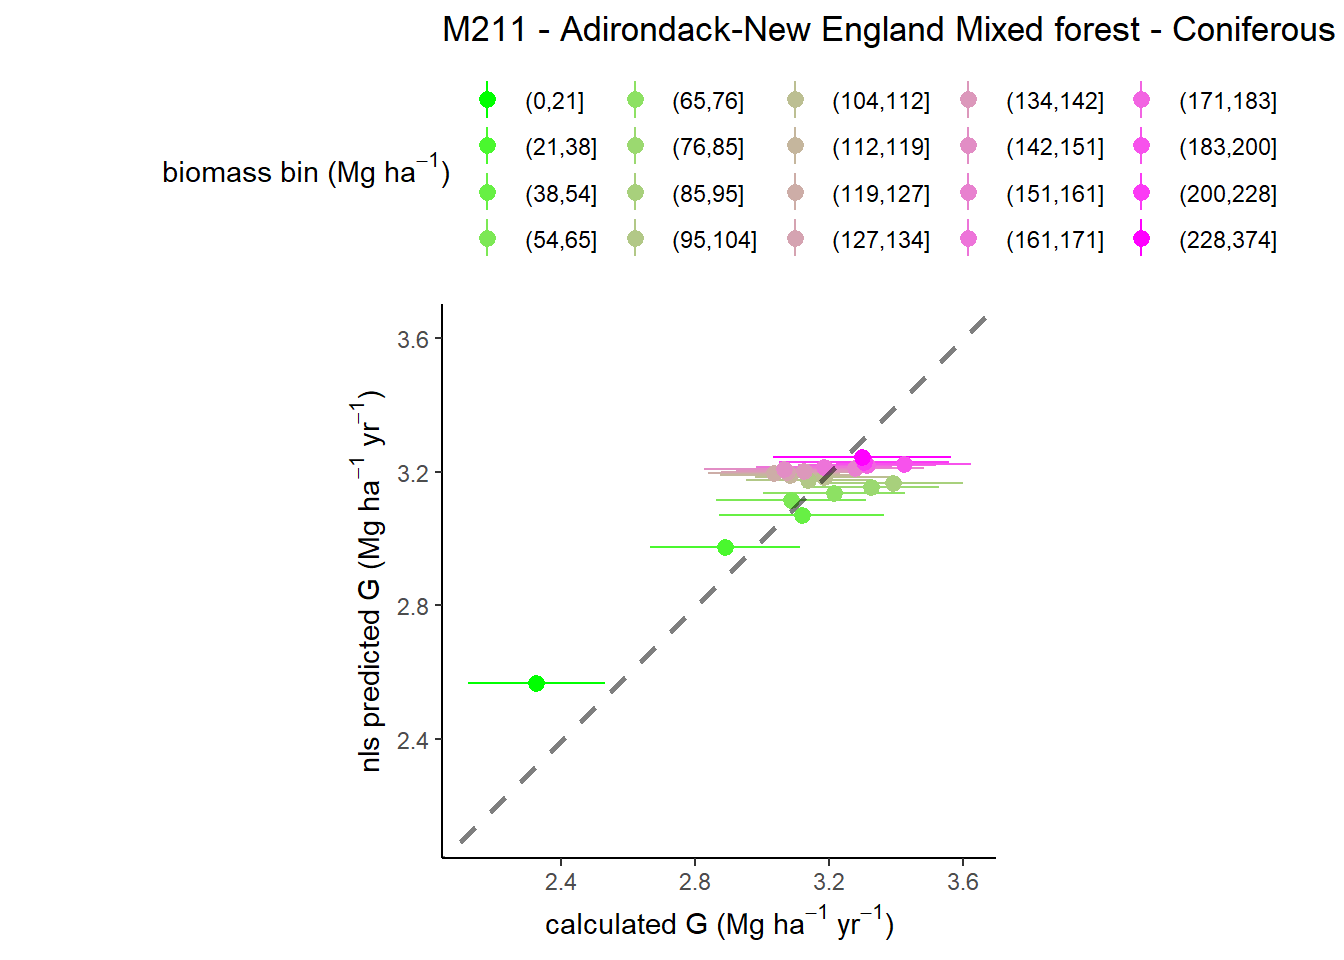 M211 - Adirondack-New England Mixed forest - Coniferous
biomass bin (Mg ha⁻¹)
(0,21] (65,76] (104,112] (134,142] (171,183]
(21,38] (76,85] (112,119] (142,151] (183,200]
(38,54] (85,95] (119,127] (151,161] (200,228]
(54,65] (95,104] (127,134] (161,171] (228,374]
nls predicted G (Mg ha⁻¹ yr⁻¹)
3.6
3.2
2.8
2.4
2.4 2.8 3.2 3.6
calculated G (Mg ha⁻¹ yr⁻¹)